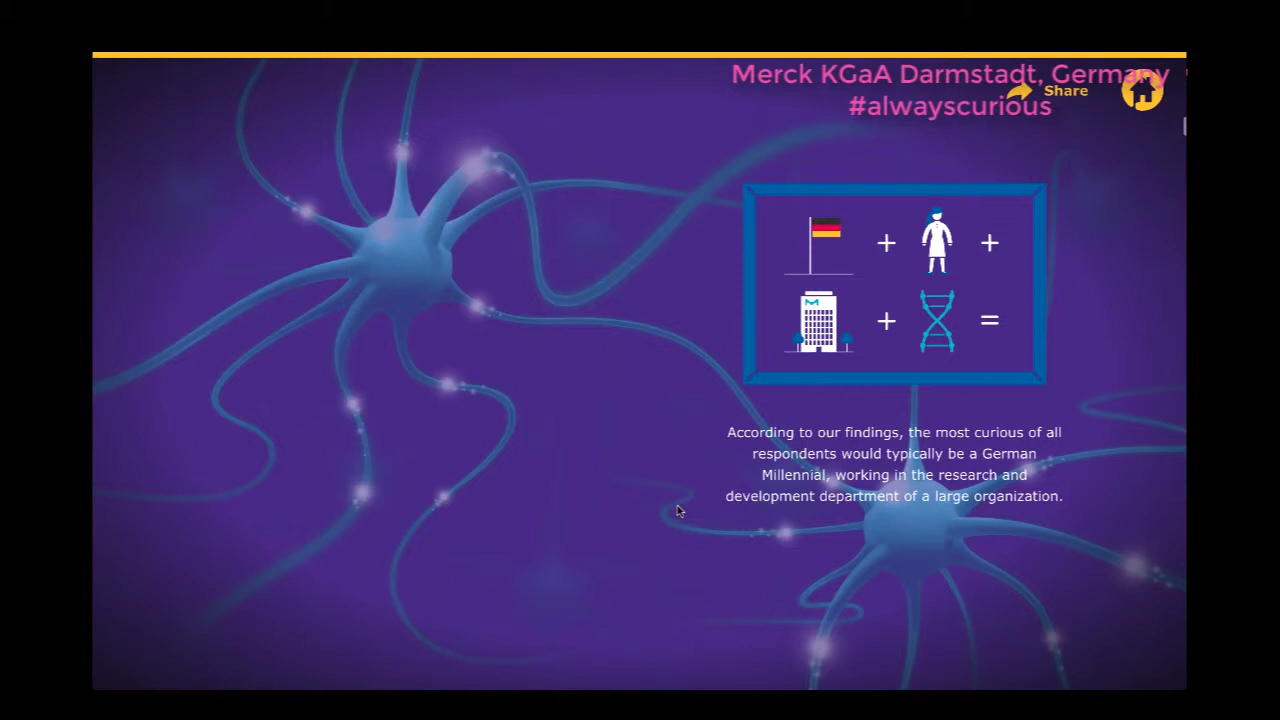 Merck KGaA Darmstadt, Germany
#alwayscurious
Share
+ +
M
+ =
According to our findings, the most curious of all
respondents would typically be a German
Millennial, working in the research and
development department of a large organization.